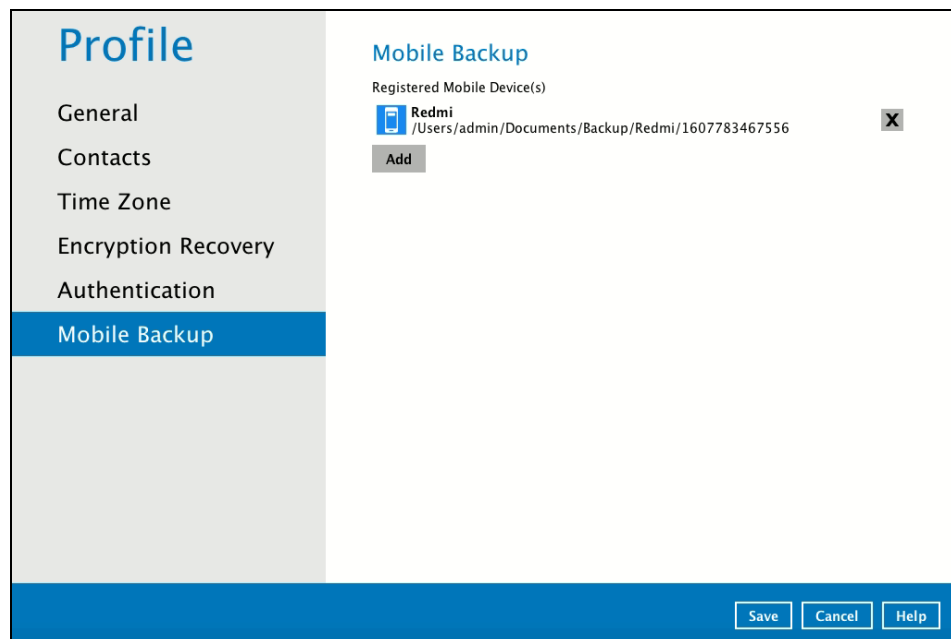 Profile
General
Contacts
Time Zone
Encryption Recovery
Authentication
Mobile Backup
Mobile Backup
Registered Mobile Device(s)
Redmi
/Users/admin/Documents/Backup/Redmi/1607783467556
X
Add
Save
Cancel
Help